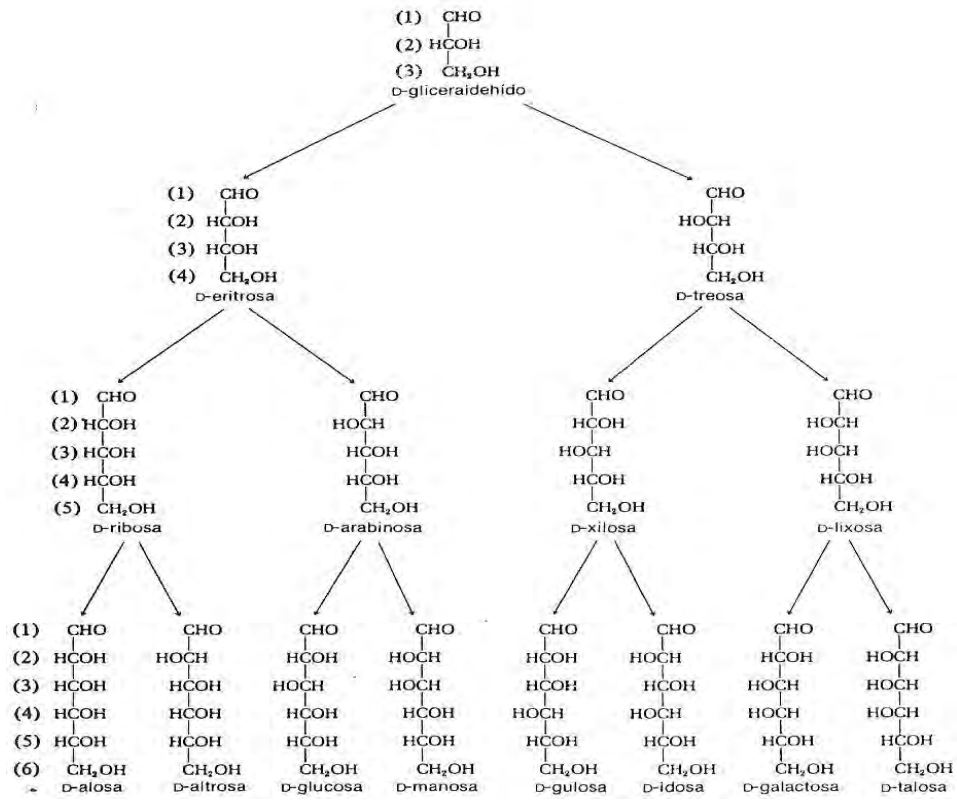 (1) CHO
(2) HCOH
(3) CH₂OH
D-gliceraidehído
(1) CHO CHO
(2) HCOH HOCH
(3) HCOH HCOH
(4) CH₂OH CH₂OH
D-eritrosa D-treosa
(1) CHO CHO CHO CHO
(2) HCOH HOCH HCOH HOCH
(3) HCOH HCOH HOCH HOCH
(4) HCOH HCOH HCOH HCOH
(5) CH₂OH CH₂OH CH₂OH CH₂OH
D-ribosa D-arabinosa D-xilosa D-lixosa
(1) CHO CHO CHO CHO CHO CHO CHO CHO
(2) HCOH HOCH HCOH HOCH HCOH HOCH HCOH HOCH
(3) HCOH HCOH HOCH HOCH HCOH HCOH HOCH HOCH
(4) HCOH HCOH HCOH HCOH HOCH HOCH HOCH HOCH
(5) HCOH HCOH HCOH HCOH HCOH HCOH HCOH HCOH
(6) CH₂OH CH₂OH CH₂OH CH₂OH CH₂OH CH₂OH CH₂OH CH₂OH
D-alosa D-altrosa D-glucosa D-manosa D-gulosa D-idosa D-galactosa D-talosa